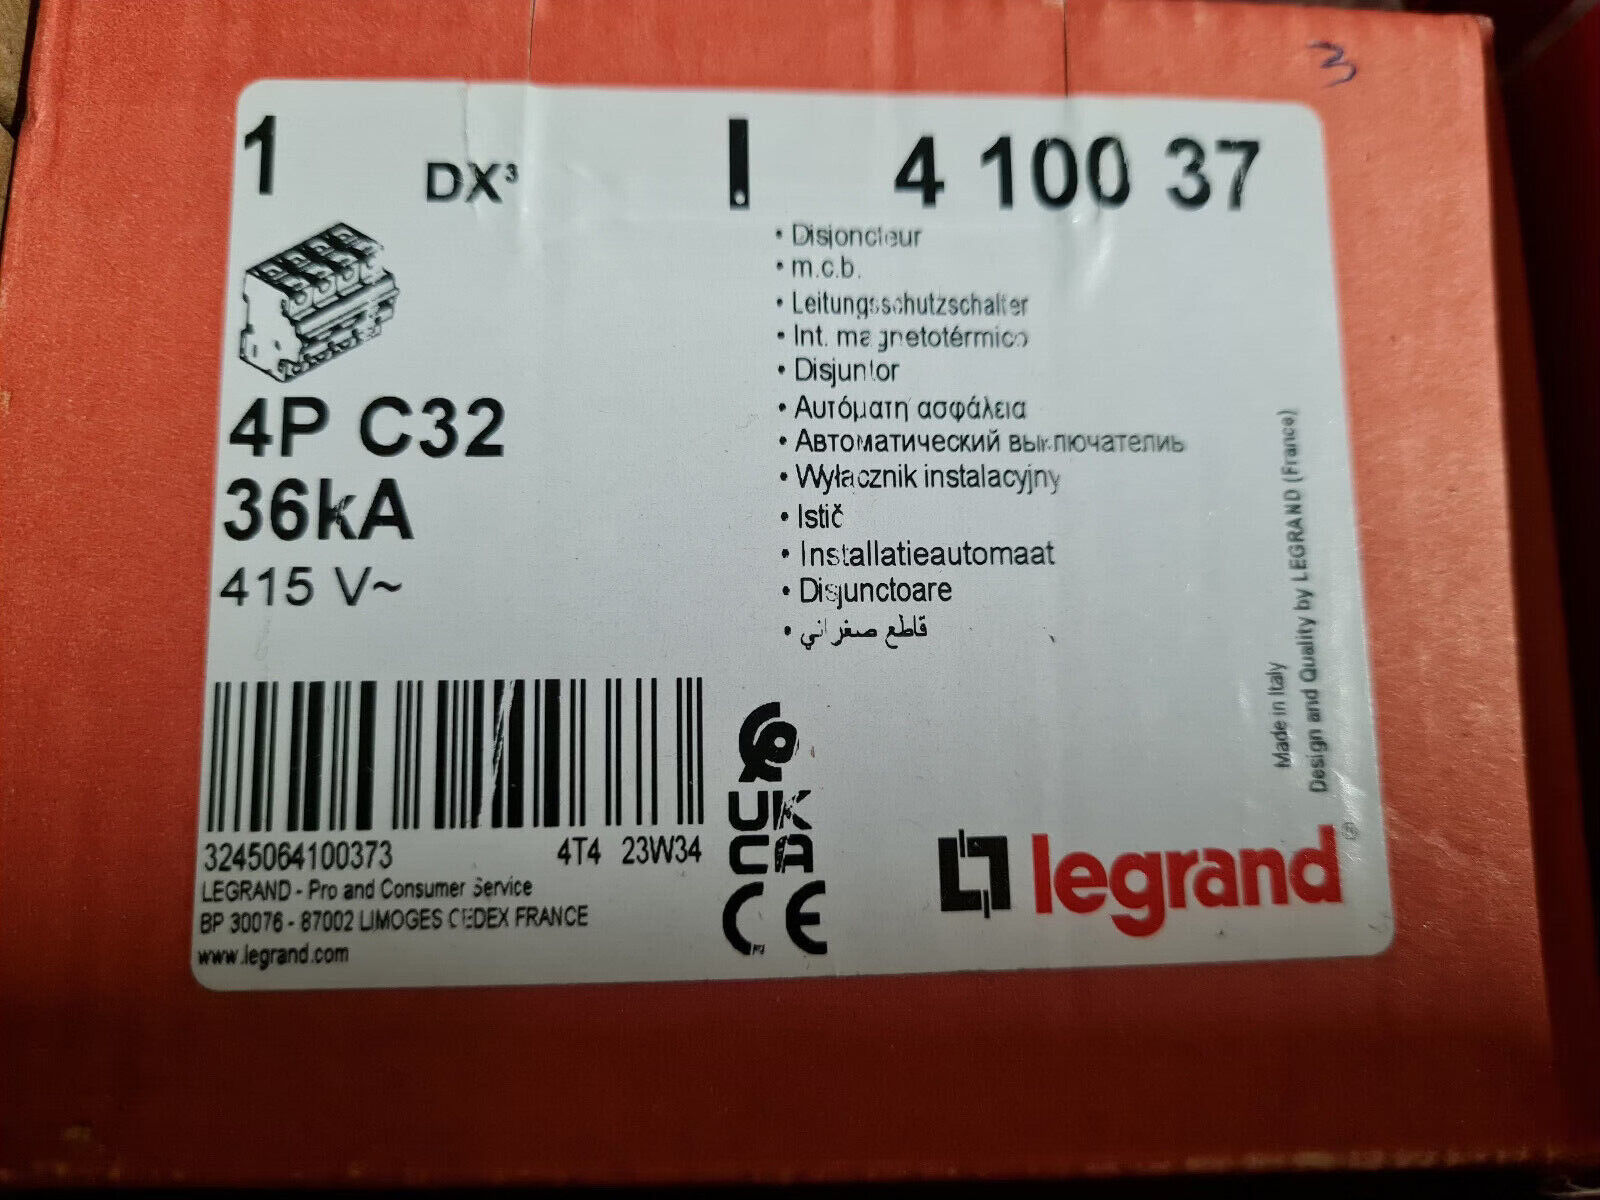 3
1 DX³ 4 100 37
4P C32
36kA
415 V~
• Disjoncteur
• m.c.b.
• Leitungsschutzschalter
• Int. magnetotérmico
• Disjuntor
• Αυτόματη ασφάλεια
• Автоматический выключателиь
• Wyłącznik instalacyjny
• Istič
• Installatieautomaat
• Disjunctoare
• قاطع صغراني
Made in Italy
Design and Quality by LEGRAND (France)
3245064100373 4T4 23W34
LEGRAND - Pro and Consumer Service
BP 30076 - 87002 LIMOGES CEDEX FRANCE
www.legrand.com
UK
CA
CE
legrand®